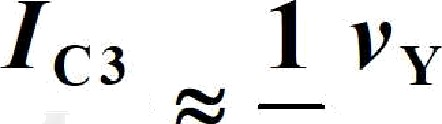 I_C3 ≈ 1 v_Y